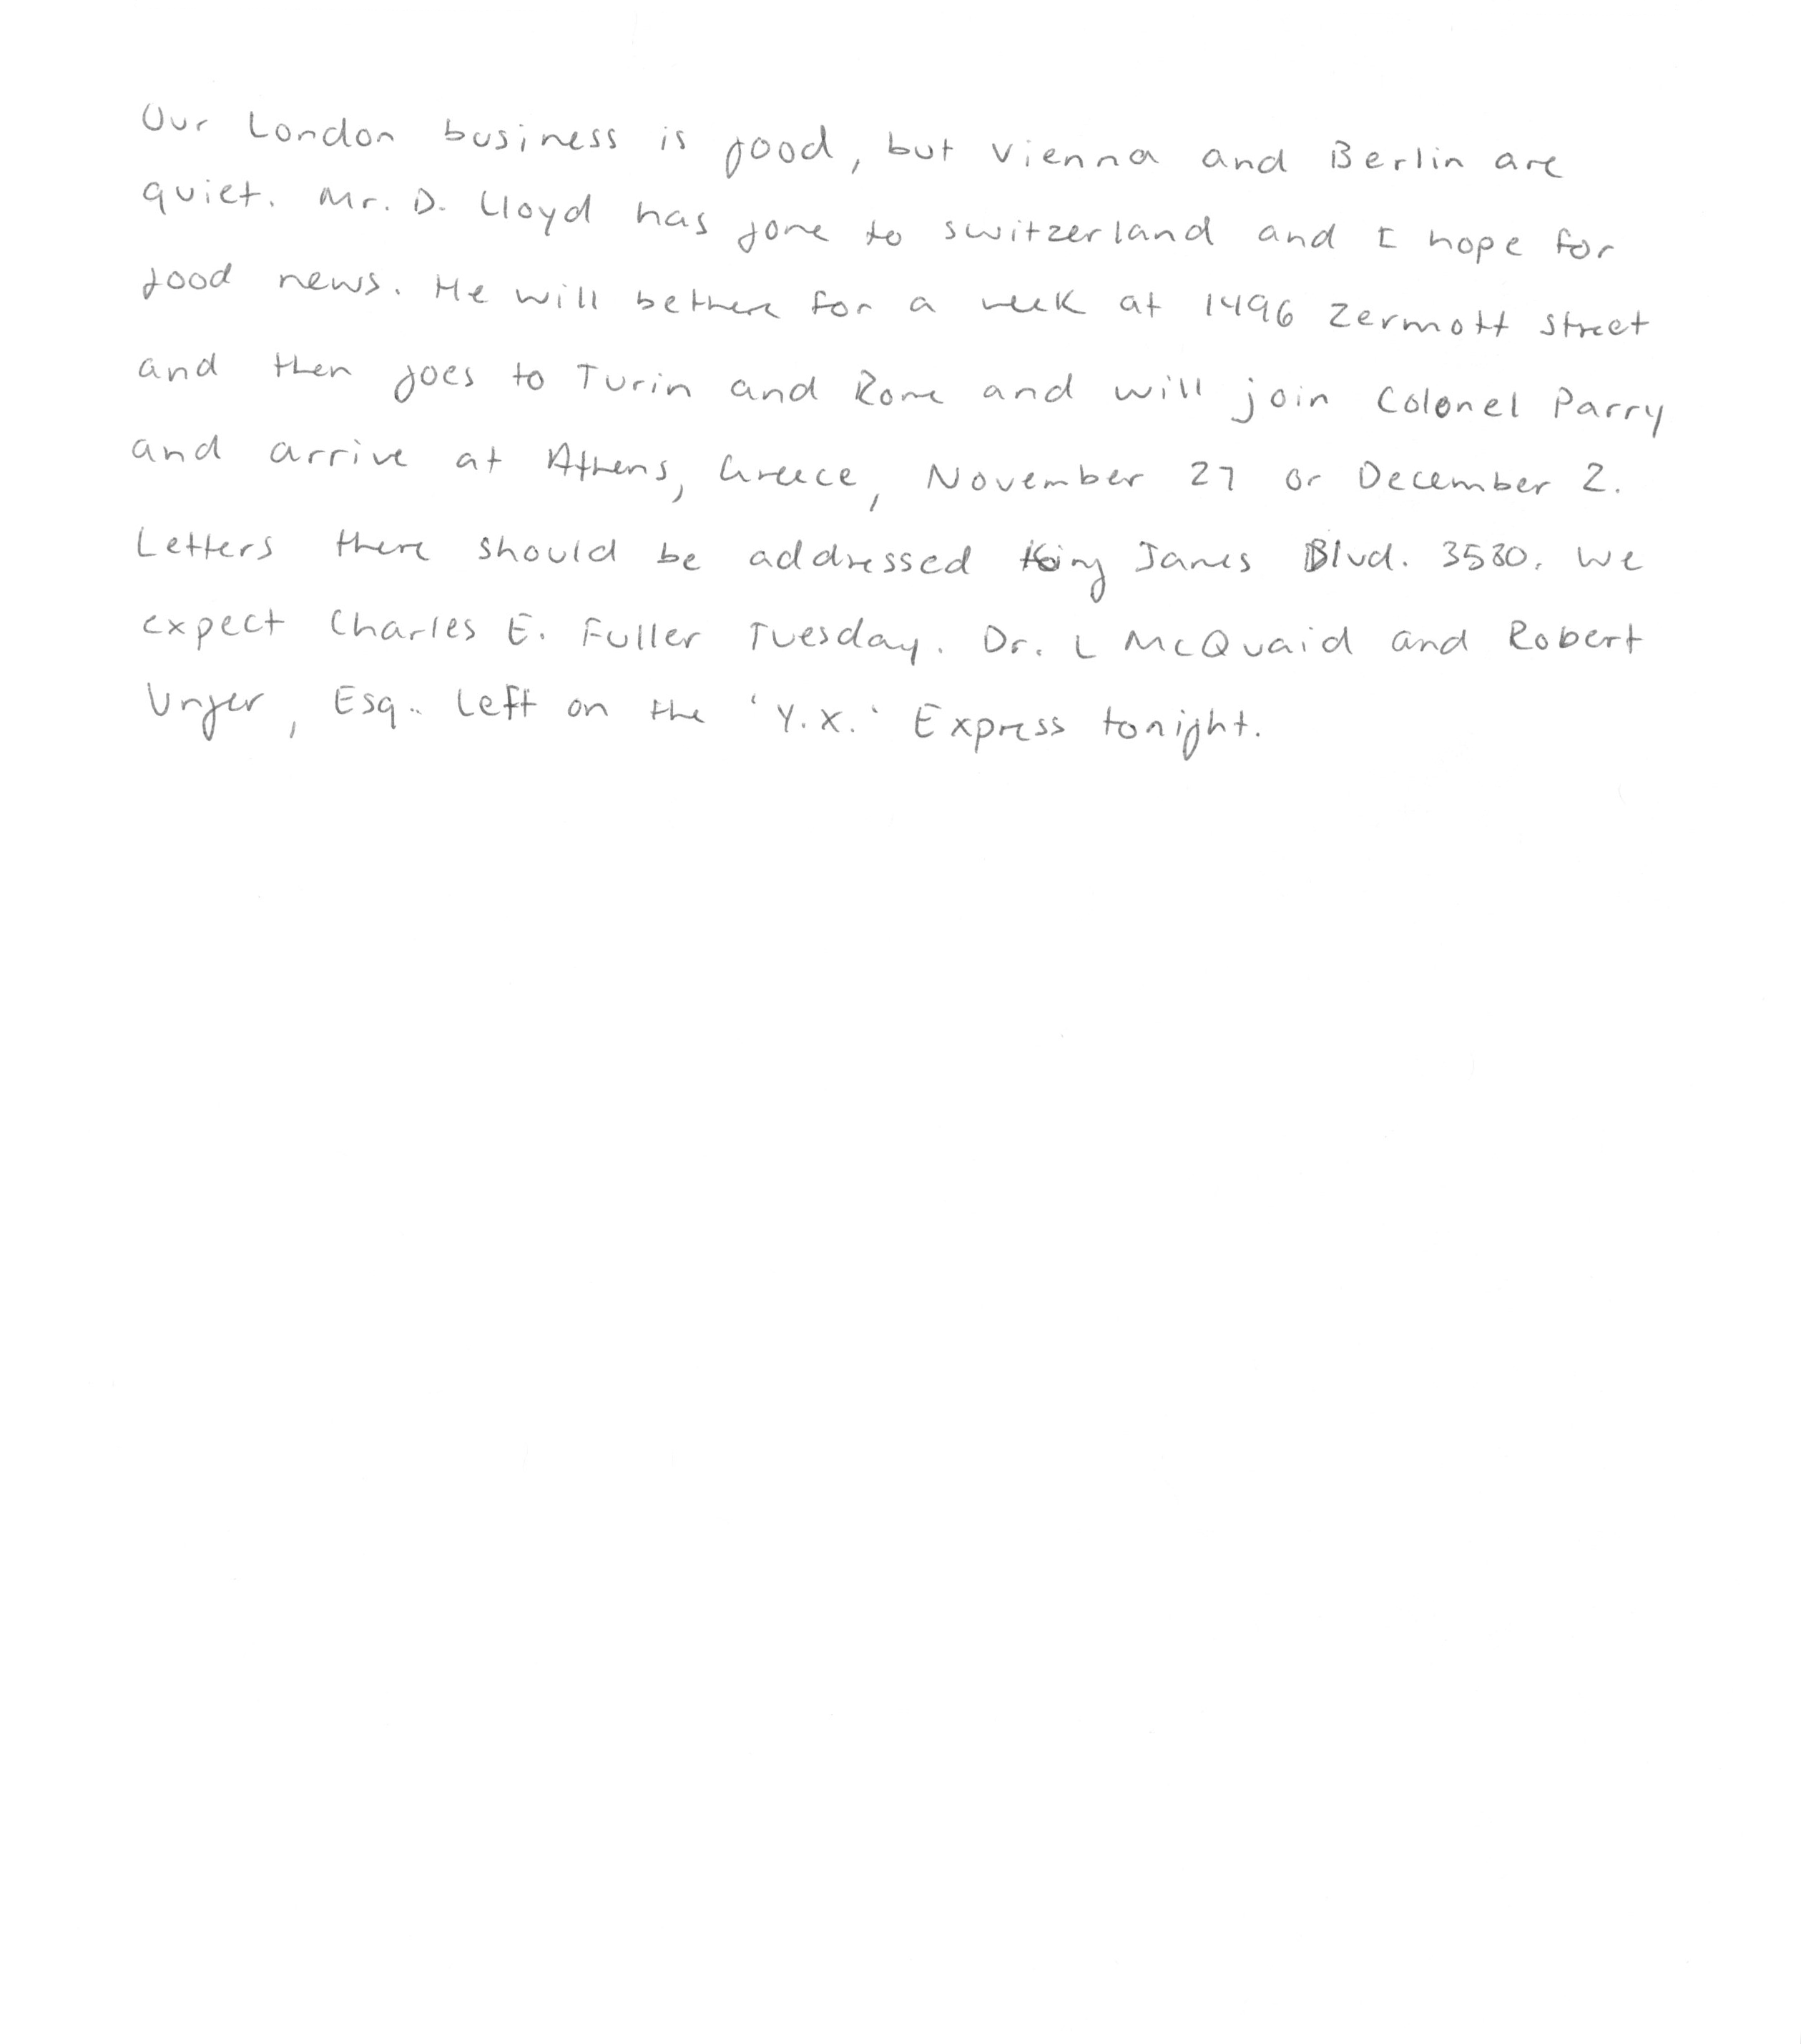 Our London business is good, but Vienna and Berlin are
quiet. Mr. D. Lloyd has gone to Switzerland and I hope for
good news. He will be there for a week at 1496 Zermott Street
and then goes to Turin and Rome and will join Colonel Parry
and arrive at Athens, Greece, November 27 or December 2.
Letters there should be addressed King James Blvd. 3580. We
expect Charles E. Fuller Tuesday. Dr. L McQuaid and Robert
Unger, Esq.. left on the 'Y.X.' Express tonight.